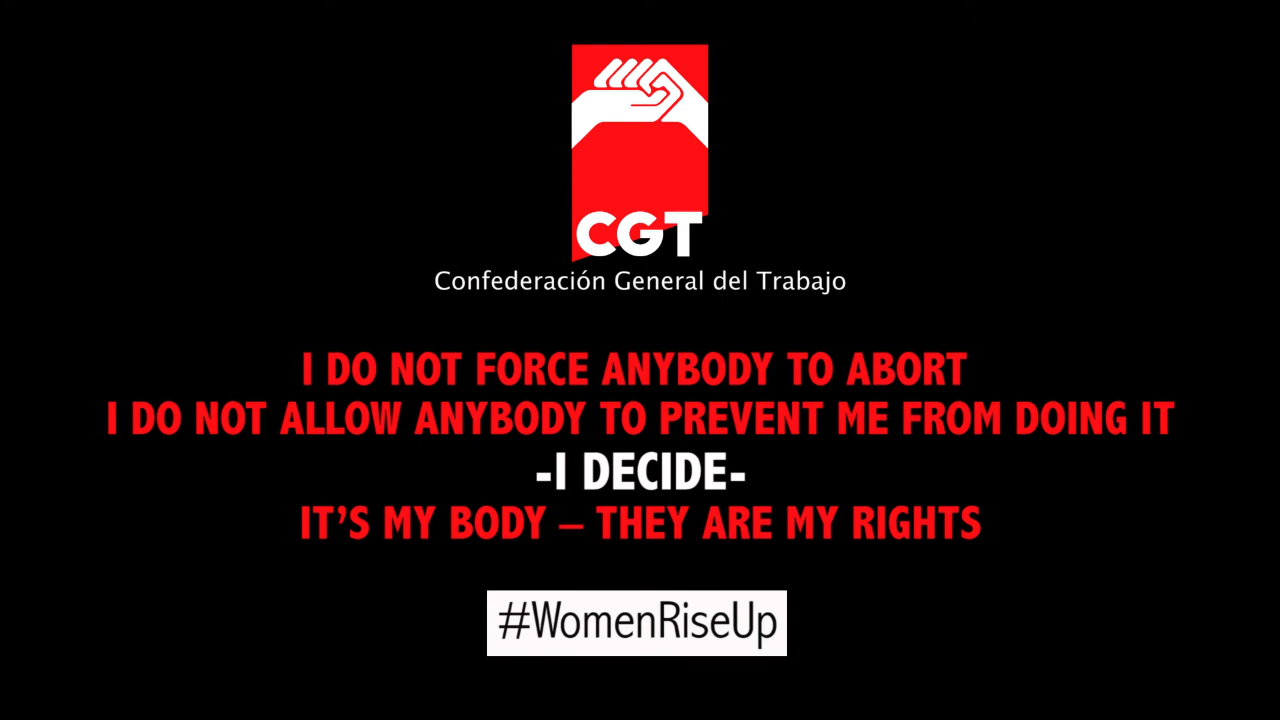 CGT
Confederación General del Trabajo
I DO NOT FORCE ANYBODY TO ABORT
I DO NOT ALLOW ANYBODY TO PREVENT ME FROM DOING IT
-I DECIDE-
IT’S MY BODY – THEY ARE MY RIGHTS
#WomenRiseUp